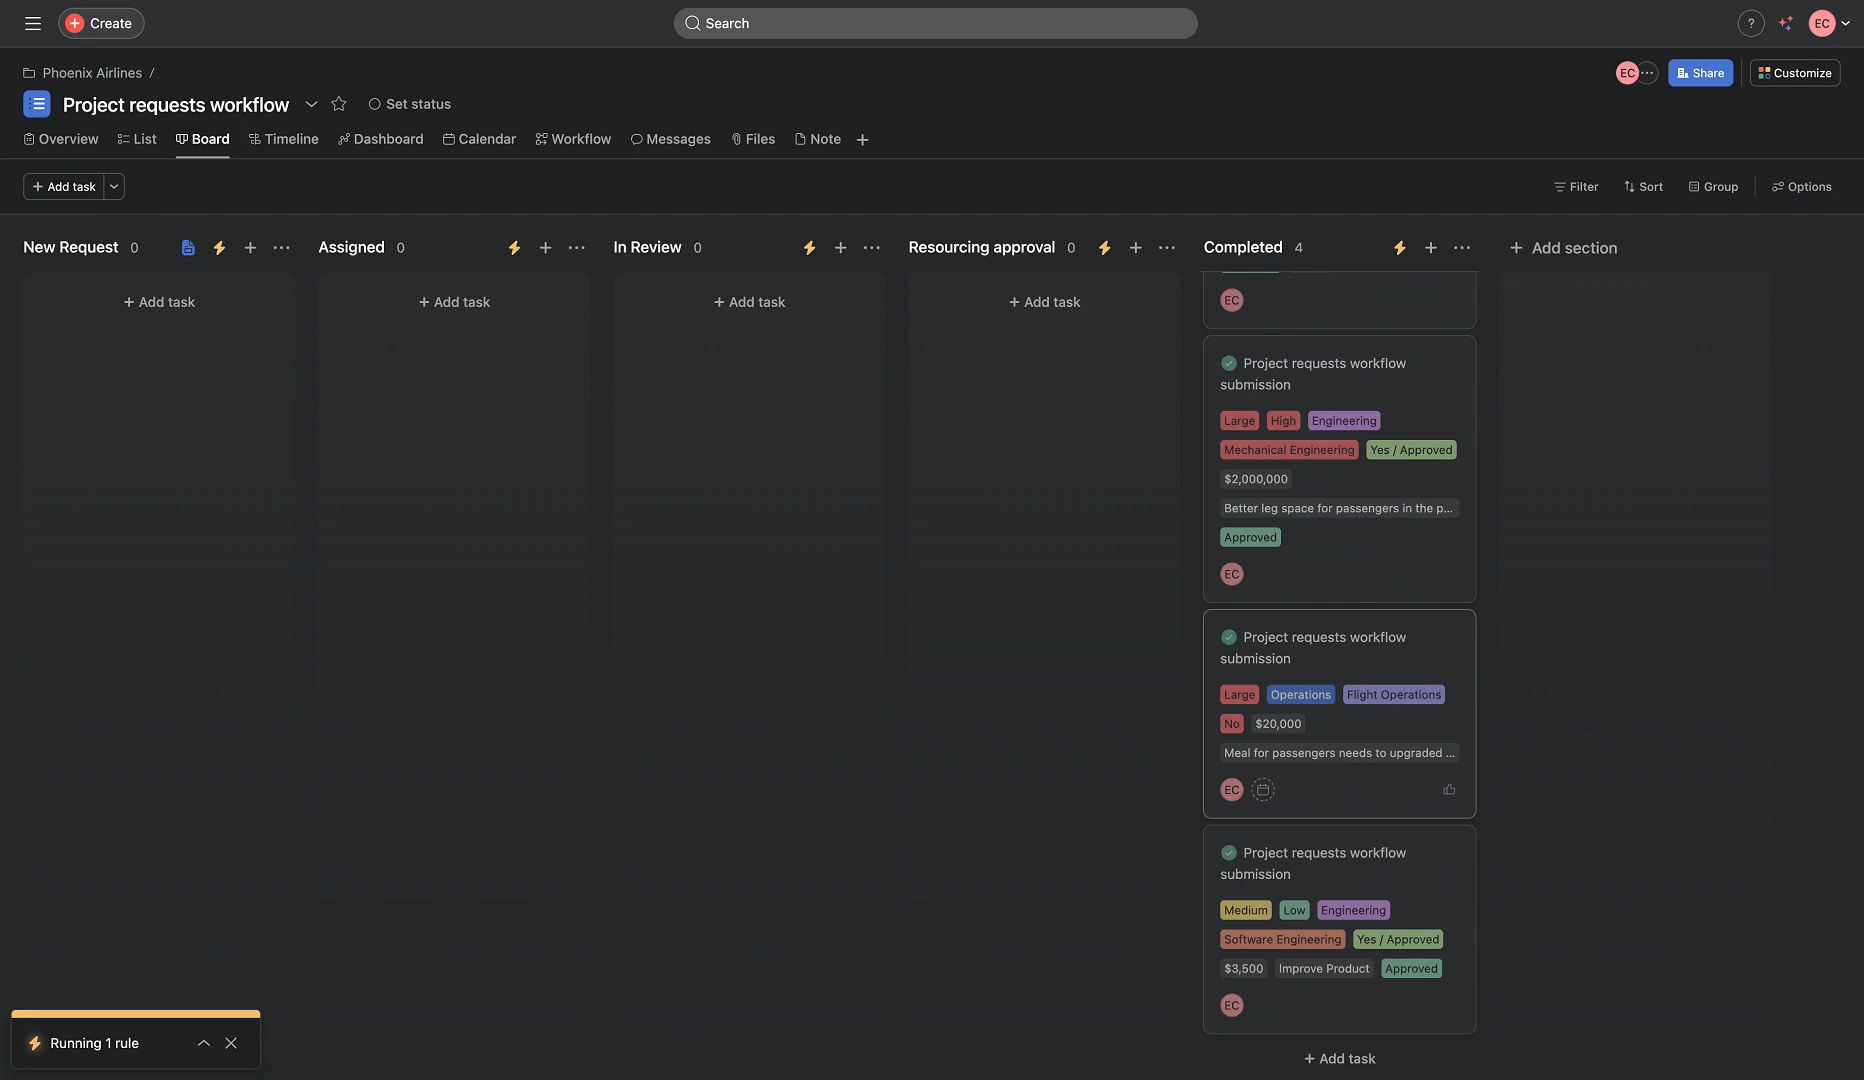 Create
Search
?
EC
Phoenix Airlines /
EC
Share
Customize
Project requests workflow
Set status
Overview
List
Board
Timeline
Dashboard
Calendar
Workflow
Messages
Files
Note
+
+ Add task
Filter
Sort
Group
Options
New Request 0
Assigned 0
In Review 0
Resourcing approval 0
Completed 4
+ Add section
+ Add task
+ Add task
+ Add task
+ Add task
EC
Project requests workflow
submission
Large High Engineering
Mechanical Engineering Yes / Approved
$2,000,000
Better leg space for passengers in the p...
Approved
EC
Project requests workflow
submission
Large Operations Flight Operations
No $20,000
Meal for passengers needs to upgraded ...
EC
Project requests workflow
submission
Medium Low Engineering
Software Engineering Yes / Approved
$3,500 Improve Product Approved
EC
+ Add task
Running 1 rule